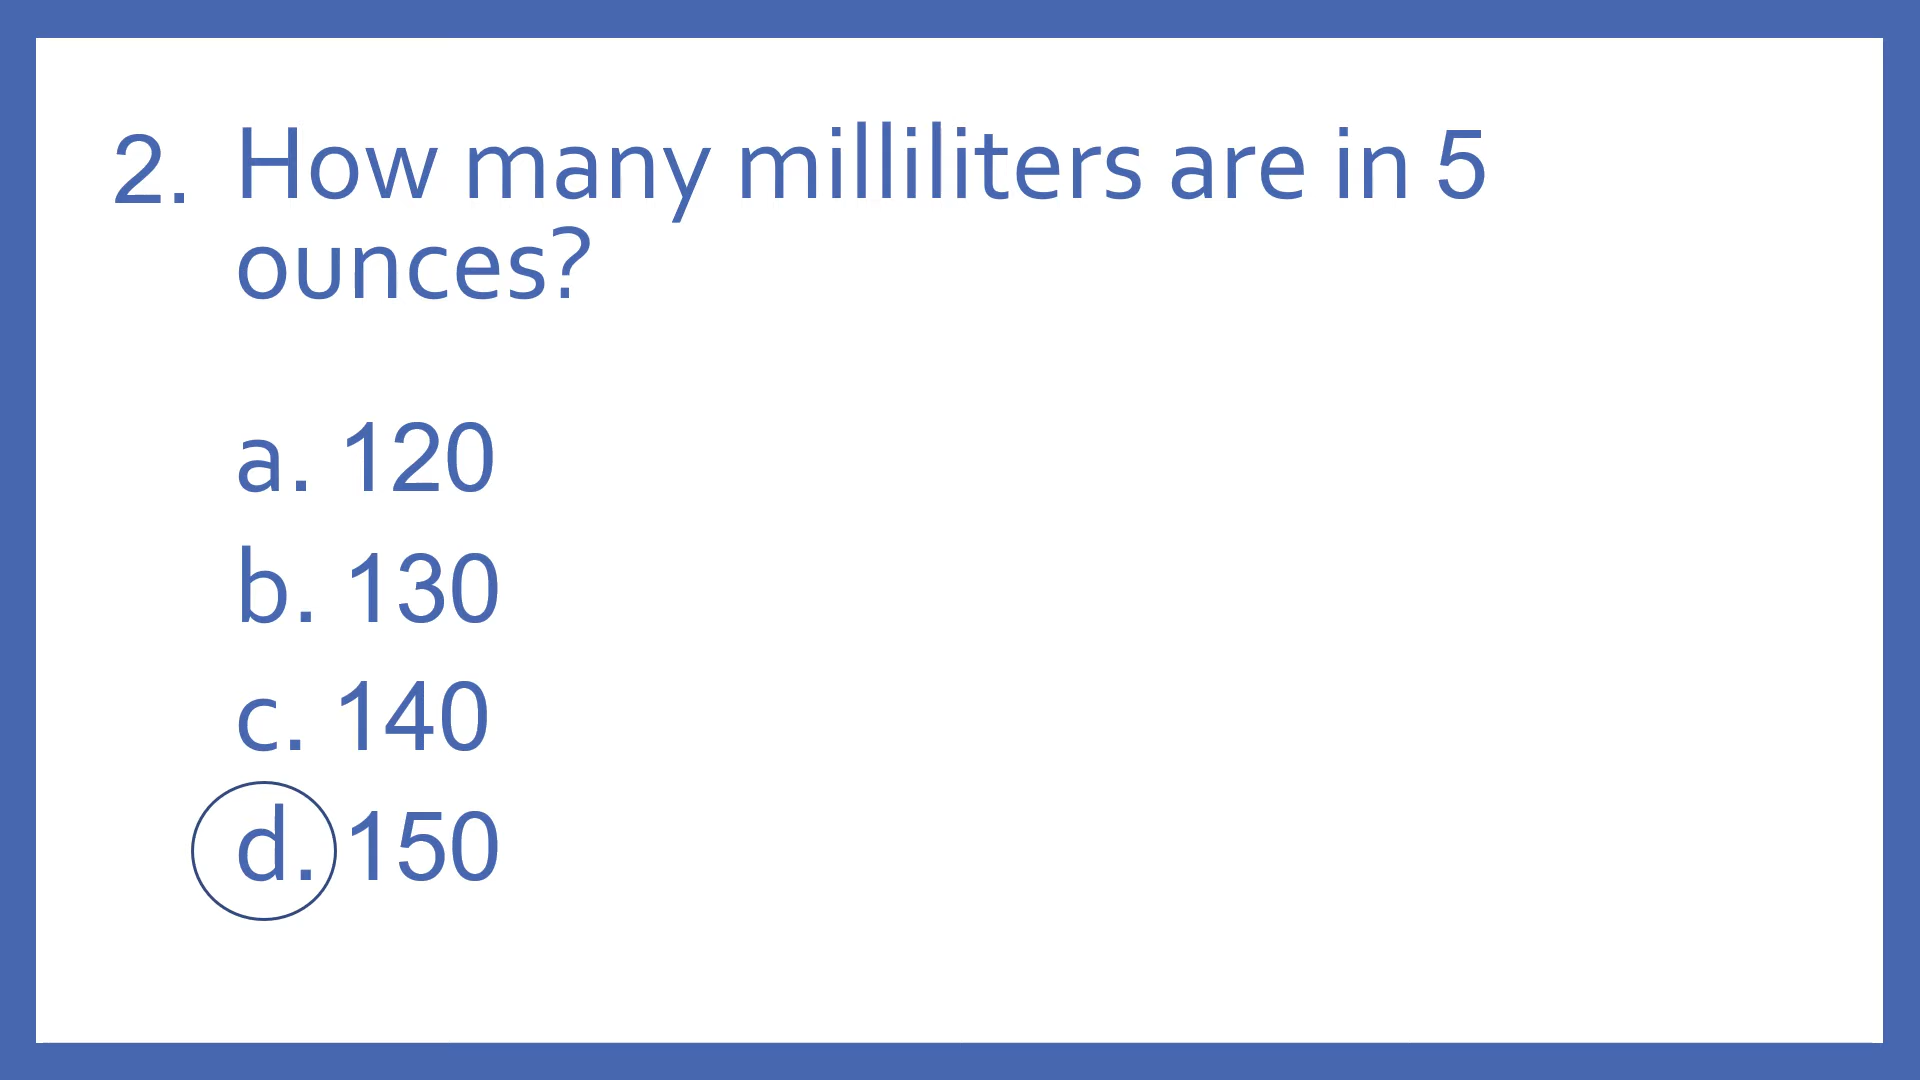 2. How many milliliters are in 5
ounces?
a. 120
b. 130
c. 140
d. 150